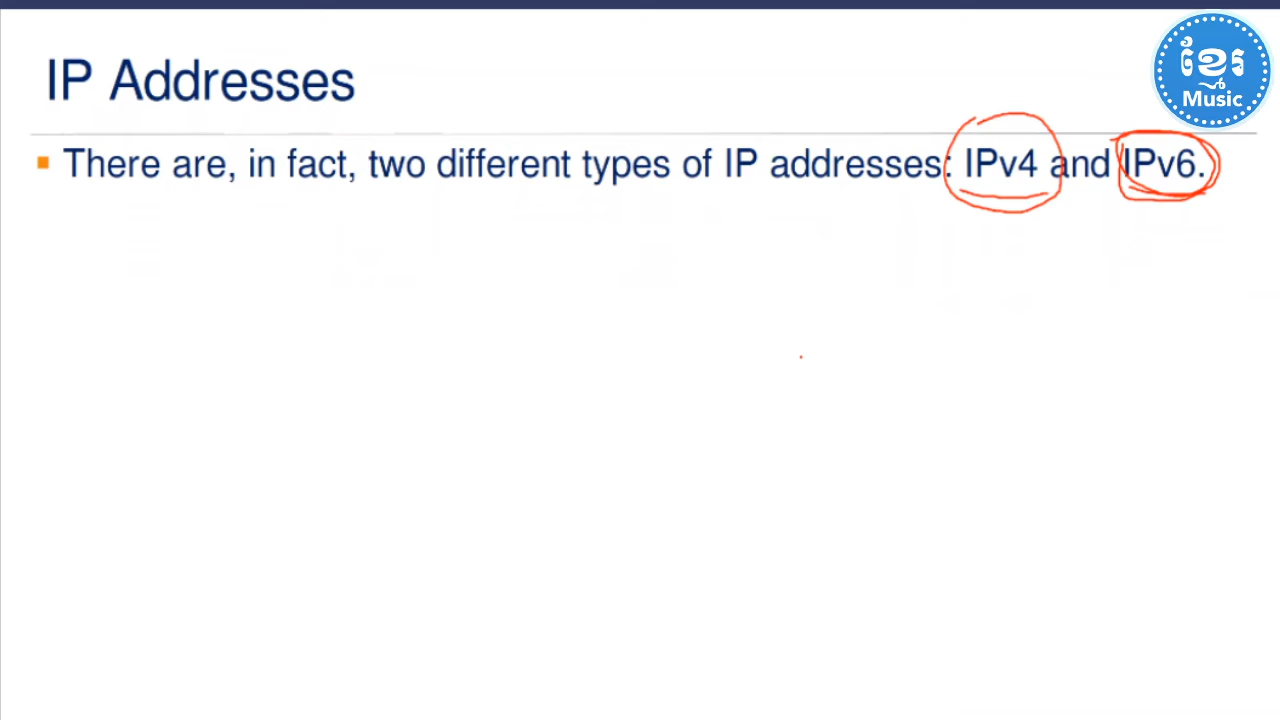 IP Addresses
ខ្មែរ
Music
There are, in fact, two different types of IP addresses: IPv4 and IPv6.